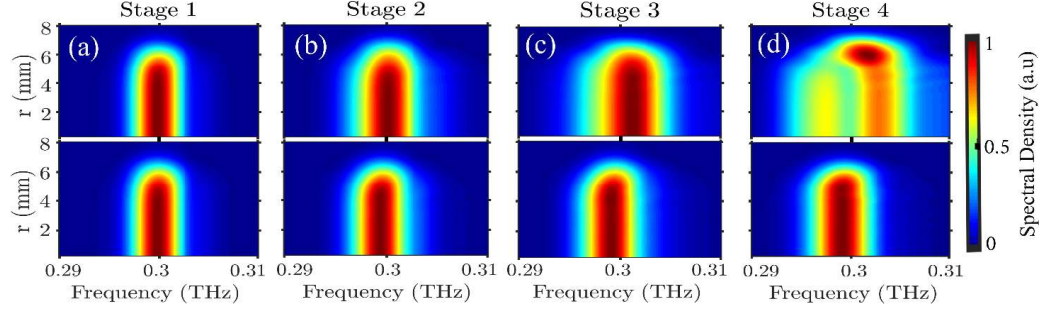 Stage 1 Stage 2 Stage 3 Stage 4
8 (a) (b) (c) (d) 1
6
r (mm)
4
2
8 0.5
6
r (mm)
4
2
0
0.29 0.3 0.31 0.29 0.3 0.31 0.29 0.3 0.31 0.29 0.3 0.31
Frequency (THz) Frequency (THz) Frequency (THz) Frequency (THz)
Spectral Density (a.u)